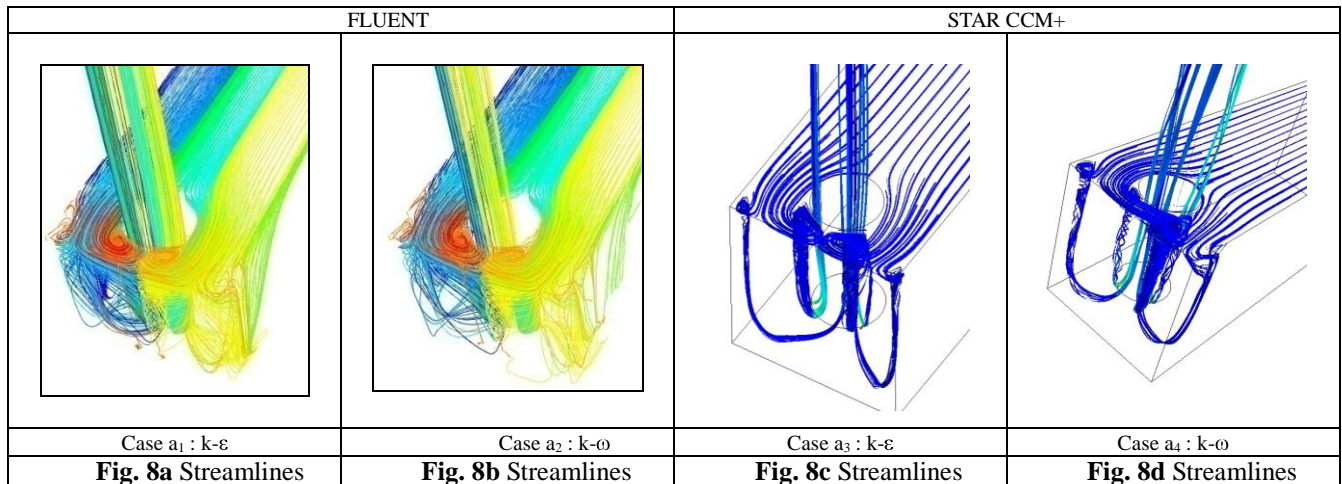 FLUENT STAR CCM+
Case a₁ : k-ε Case a₂ : k-ω Case a₃ : k-ε Case a₄ : k-ω
Fig. 8a Streamlines Fig. 8b Streamlines Fig. 8c Streamlines Fig. 8d Streamlines